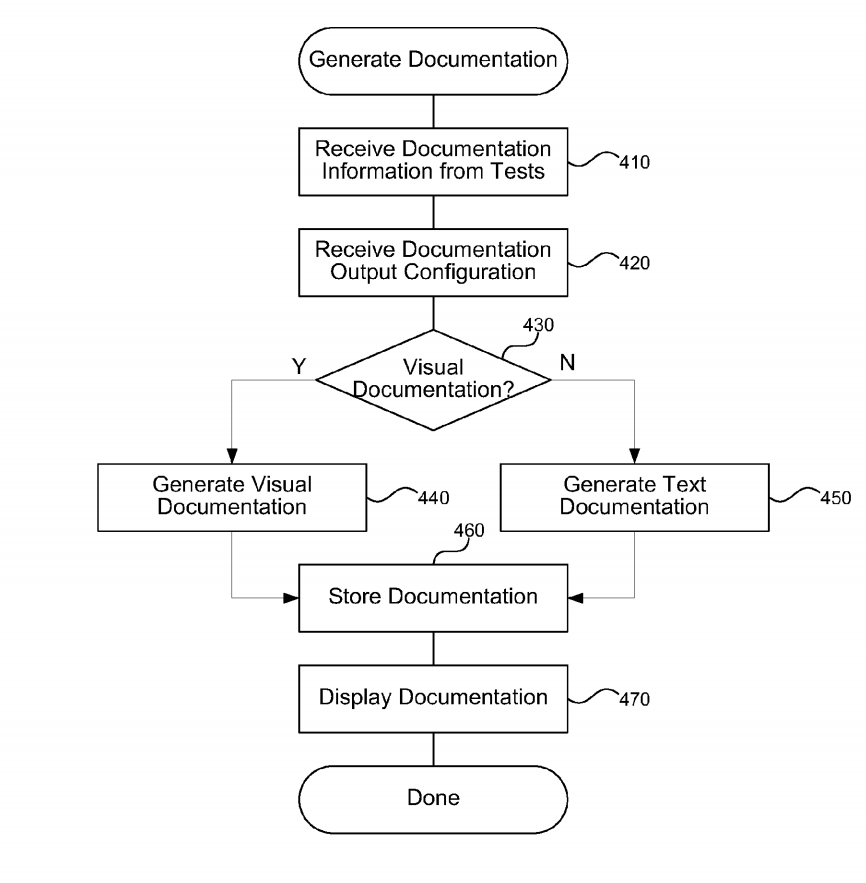 Generate Documentation
Receive Documentation
Information from Tests
410
Receive Documentation
Output Configuration
420
430
Y
Visual
Documentation?
N
Generate Visual
Documentation
440
Generate Text
Documentation
450
460
Store Documentation
Display Documentation
470
Done